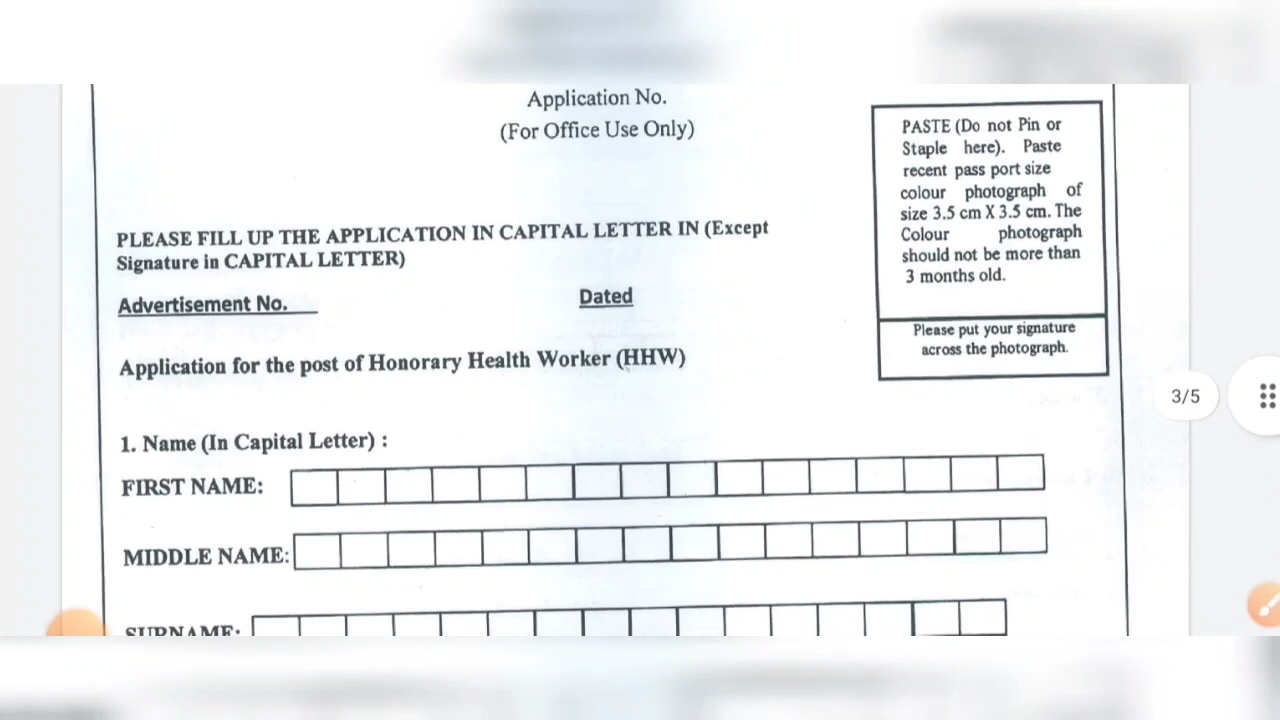 Application No.
(For Office Use Only)
PASTE (Do not Pin or
Staple here). Paste
recent pass port size
colour photograph of
size 3.5 cm X 3.5 cm. The
Colour photograph
should not be more than
3 months old.
Please put your signature
across the photograph.
PLEASE FILL UP THE APPLICATION IN CAPITAL LETTER IN (Except
Signature in CAPITAL LETTER)
Advertisement No.
Dated
Application for the post of Honorary Health Worker (HHW)
3/5
1. Name (In Capital Letter) :
FIRST NAME:
MIDDLE NAME:
SURNAME: